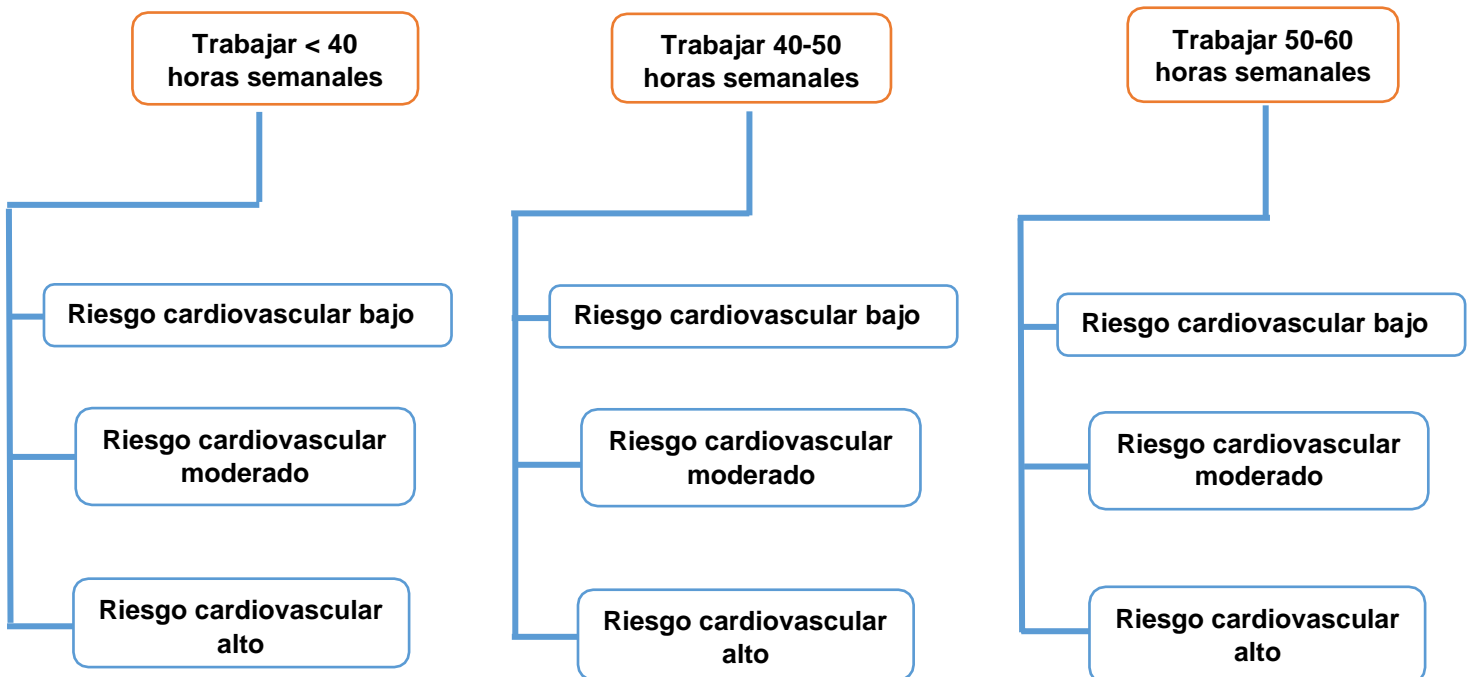 Trabajar < 40
horas semanales
Riesgo cardiovascular bajo
Riesgo cardiovascular
moderado
Riesgo cardiovascular
alto
Trabajar 40-50
horas semanales
Riesgo cardiovascular bajo
Riesgo cardiovascular
moderado
Riesgo cardiovascular
alto
Trabajar 50-60
horas semanales
Riesgo cardiovascular bajo
Riesgo cardiovascular
moderado
Riesgo cardiovascular
alto